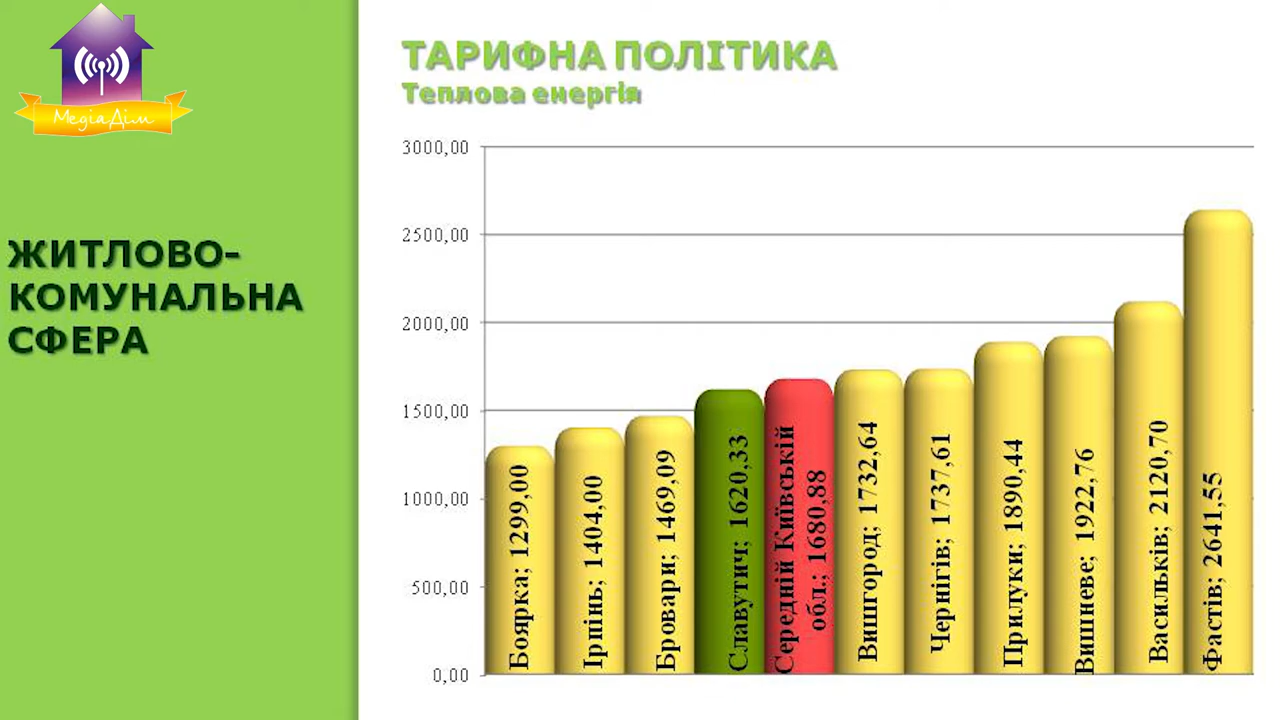 МедіаДім
ЖИТЛОВО-
КОМУНАЛЬНА
СФЕРА
ТАРИФНА ПОЛІТИКА
Теплова енергія
3000,00
2500,00
2000,00
1500,00
1000,00
500,00
0,00
Боярка; 1299,00
Ірпінь; 1404,00
Бровари; 1469,09
Славутич; 1620,33
Середній Київській
обл.; 1680,88
Вишгород; 1732,64
Чернігів; 1737,61
Прилуки; 1890,44
Вишневе; 1922,76
Васильків; 2120,70
Фастів; 2641,55